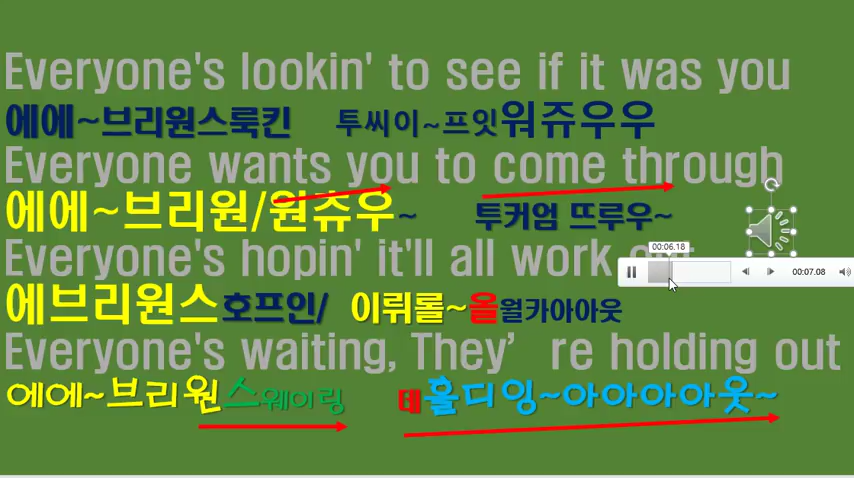 Everyone's lookin' to see if it was you
에에~브리원스룩킨 투씨이~프잇워쥬우우
Everyone wants you to come through
에에~브리원/원츄우~ 투커엄 뜨루우~
Everyone's hopin' it'll all work
00:06.18
00:07.08
에브리원스호프인/ 이뤄롤~올월카아아웃
Everyone's waiting, They’re holding out
에에~브리원스웨이링 데홀디잉~아아아아웃~